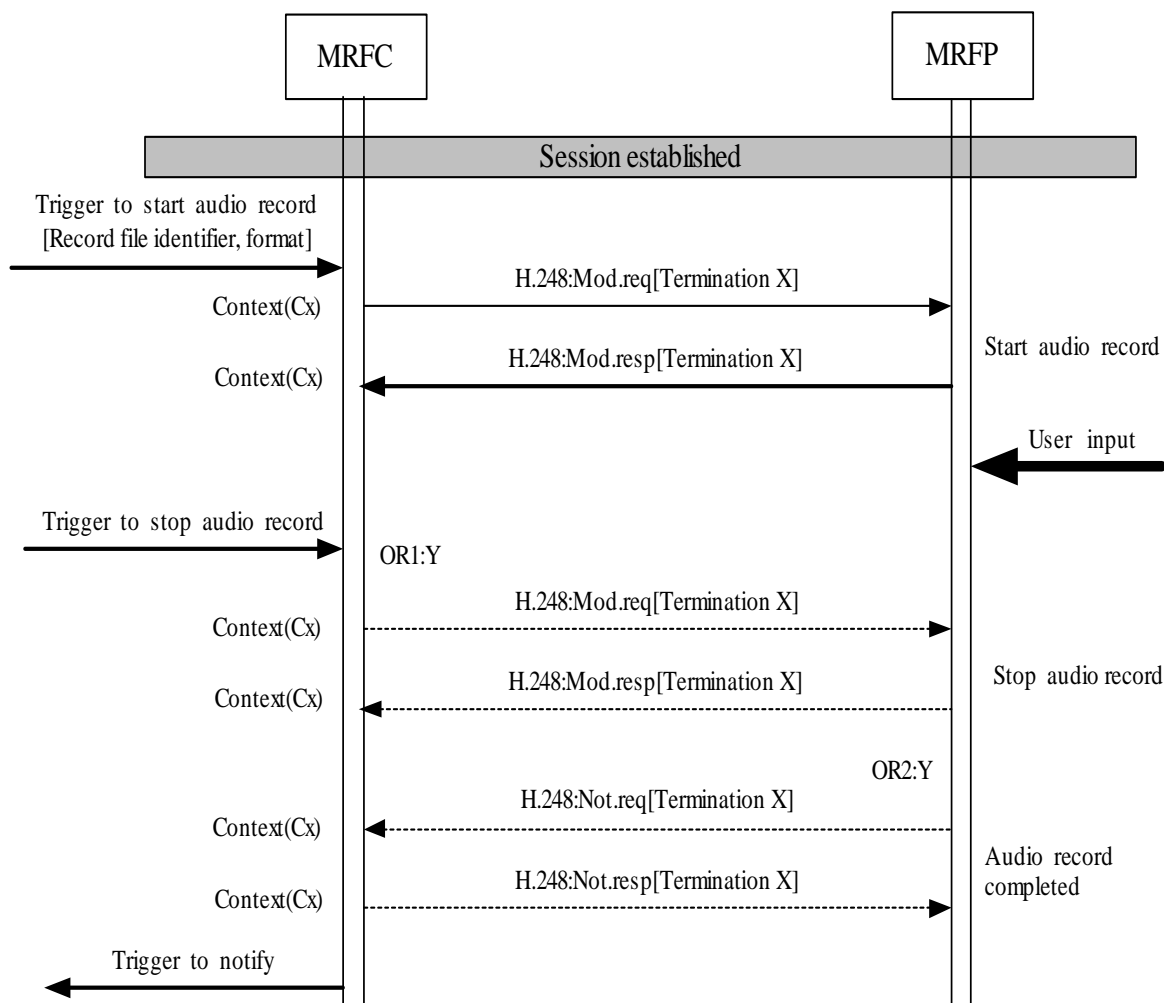 MRFC
MRFP
Session established
Trigger to start audio record
[Record file identifier, format]
H.248:Mod.req[Termination X]
Context(Cx)
Start audio record
H.248:Mod.resp[Termination X]
Context(Cx)
User input
Trigger to stop audio record
OR1:Y
H.248:Mod.req[Termination X]
Context(Cx)
Stop audio record
H.248:Mod.resp[Termination X]
Context(Cx)
OR2:Y
H.248:Not.req[Termination X]
Context(Cx)
Audio record
completed
H.248:Not.resp[Termination X]
Context(Cx)
Trigger to notify